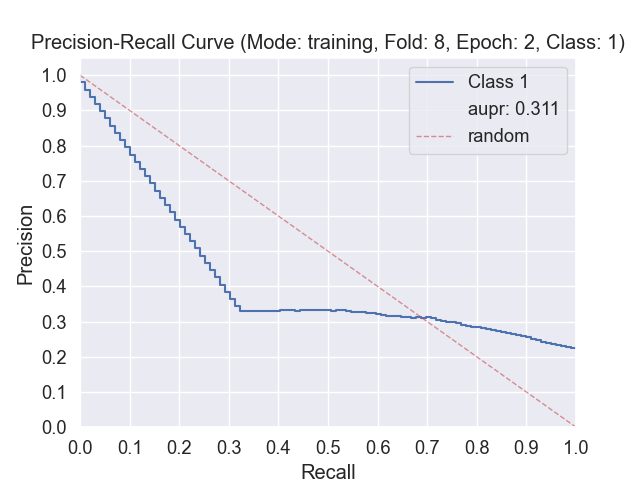 Precision-Recall Curve (Mode: training, Fold: 8, Epoch: 2, Class: 1)
1.0
0.9
0.8
0.7
0.6
0.5
0.4
0.3
0.2
0.1
0.0
Precision
Class 1
aupr: 0.311
random
0.0 0.1 0.2 0.3 0.4 0.5 0.6 0.7 0.8 0.9 1.0
Recall